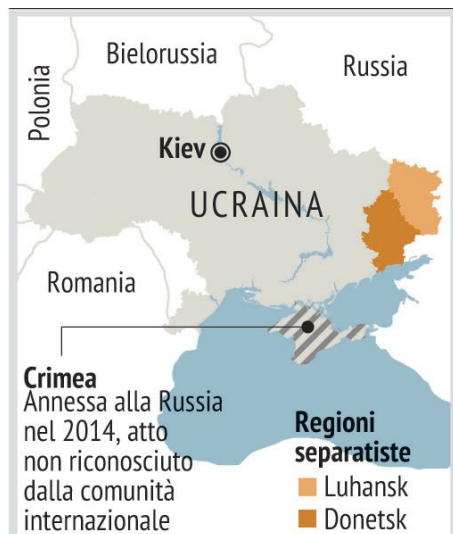 Bielorussia
Russia
Polonia
Kiev
UCRAINA
Romania
Crimea
Annessa alla Russia
nel 2014, atto
non riconosciuto
dalla comunità
internazionale
Regioni
separatiste
Luhansk
Donetsk